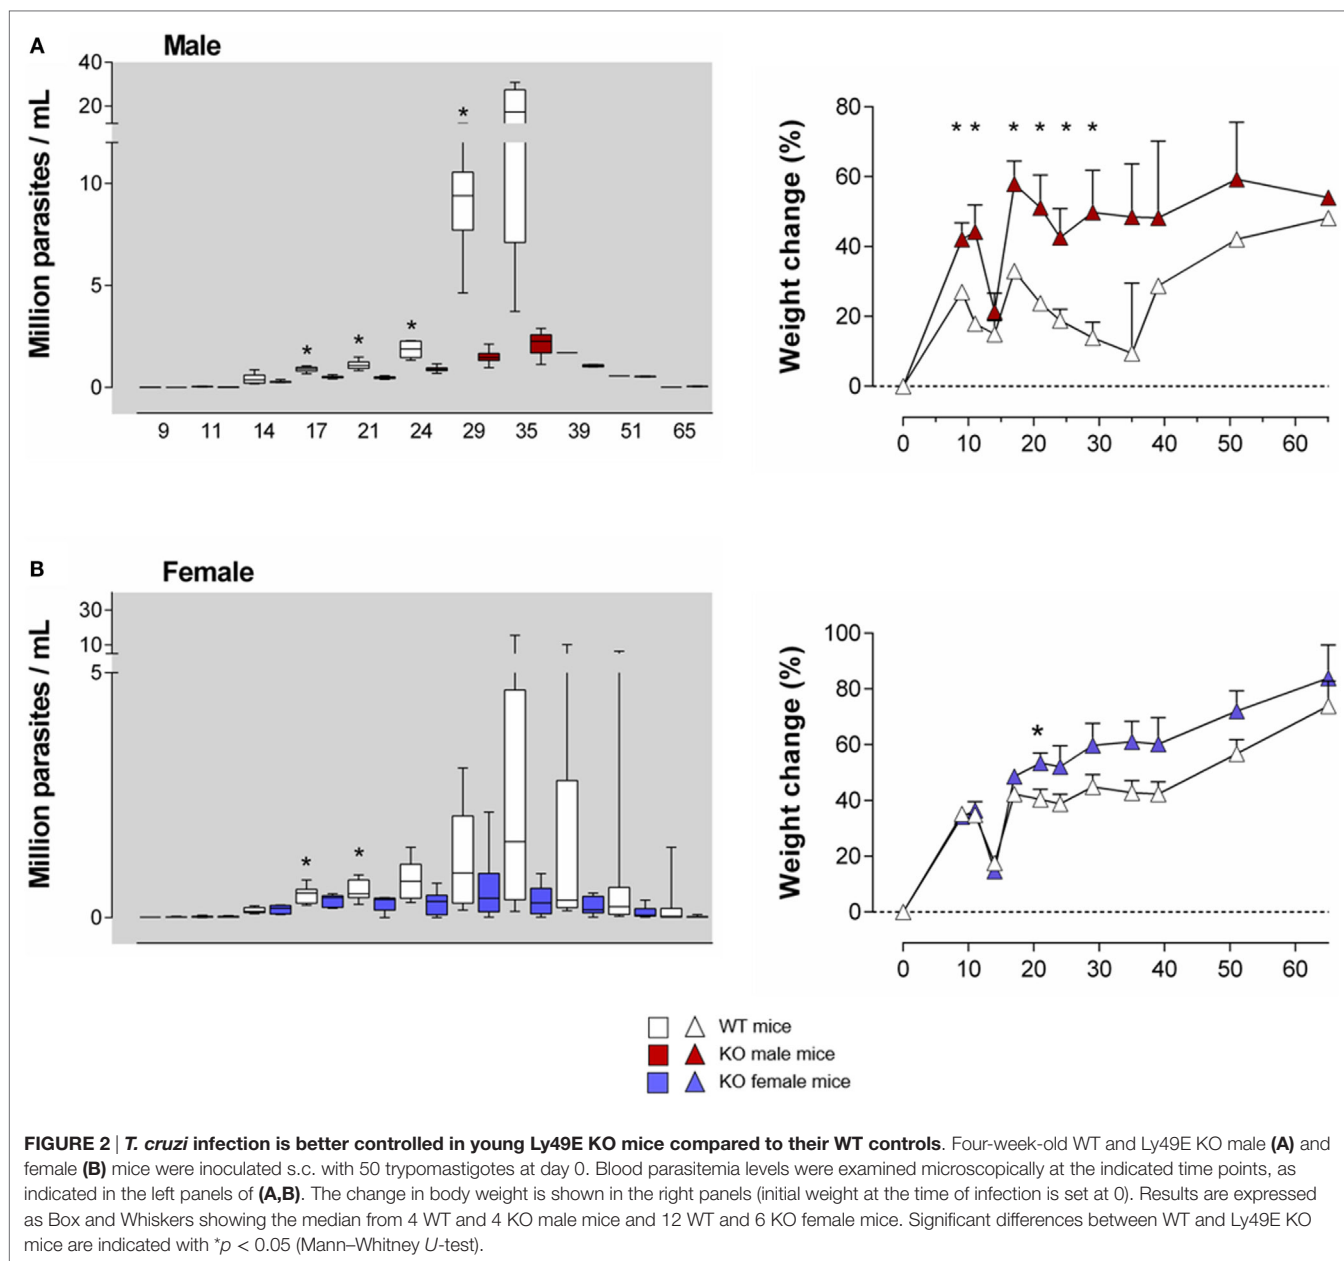 A
Male
Million parasites / mL
40
20
10
5
0
*
*
*
*
9 11 14 17 21 24 29 35 39 51 65
Weight change (%)
80
60
40
20
0
* * * * * *
0 10 20 30 40 50 60
B
Female
Million parasites / mL
30
10
5
0
* *
Weight change (%)
100
80
60
40
20
0
*
0 10 20 30 40 50 60
WT mice
KO male mice
KO female mice
FIGURE 2 | T. cruzi infection is better controlled in young Ly49E KO mice compared to their WT controls. Four-week-old WT and Ly49E KO male (A) and
female (B) mice were inoculated s.c. with 50 trypomastigotes at day 0. Blood parasitemia levels were examined microscopically at the indicated time points, as
indicated in the left panels of (A,B). The change in body weight is shown in the right panels (initial weight at the time of infection is set at 0). Results are expressed
as Box and Whiskers showing the median from 4 WT and 4 KO male mice and 12 WT and 6 KO female mice. Significant differences between WT and Ly49E KO
mice are indicated with *p < 0.05 (Mann–Whitney U-test).